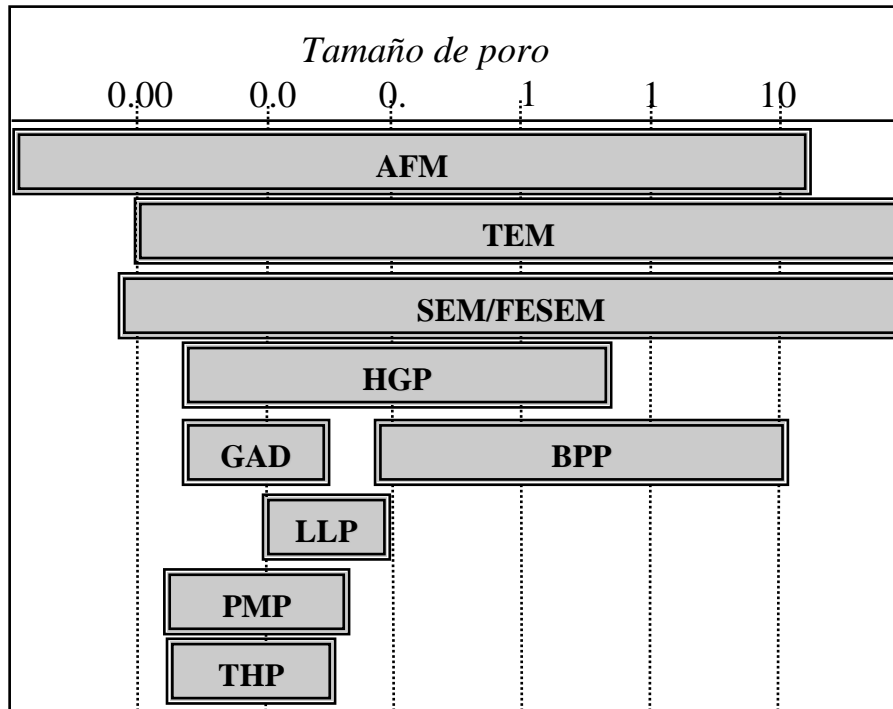 Tamaño de poro
0.00 0.0 0. 1 1 10
AFM
TEM
SEM/FESEM
HGP
GAD BPP
LLP
PMP
THP